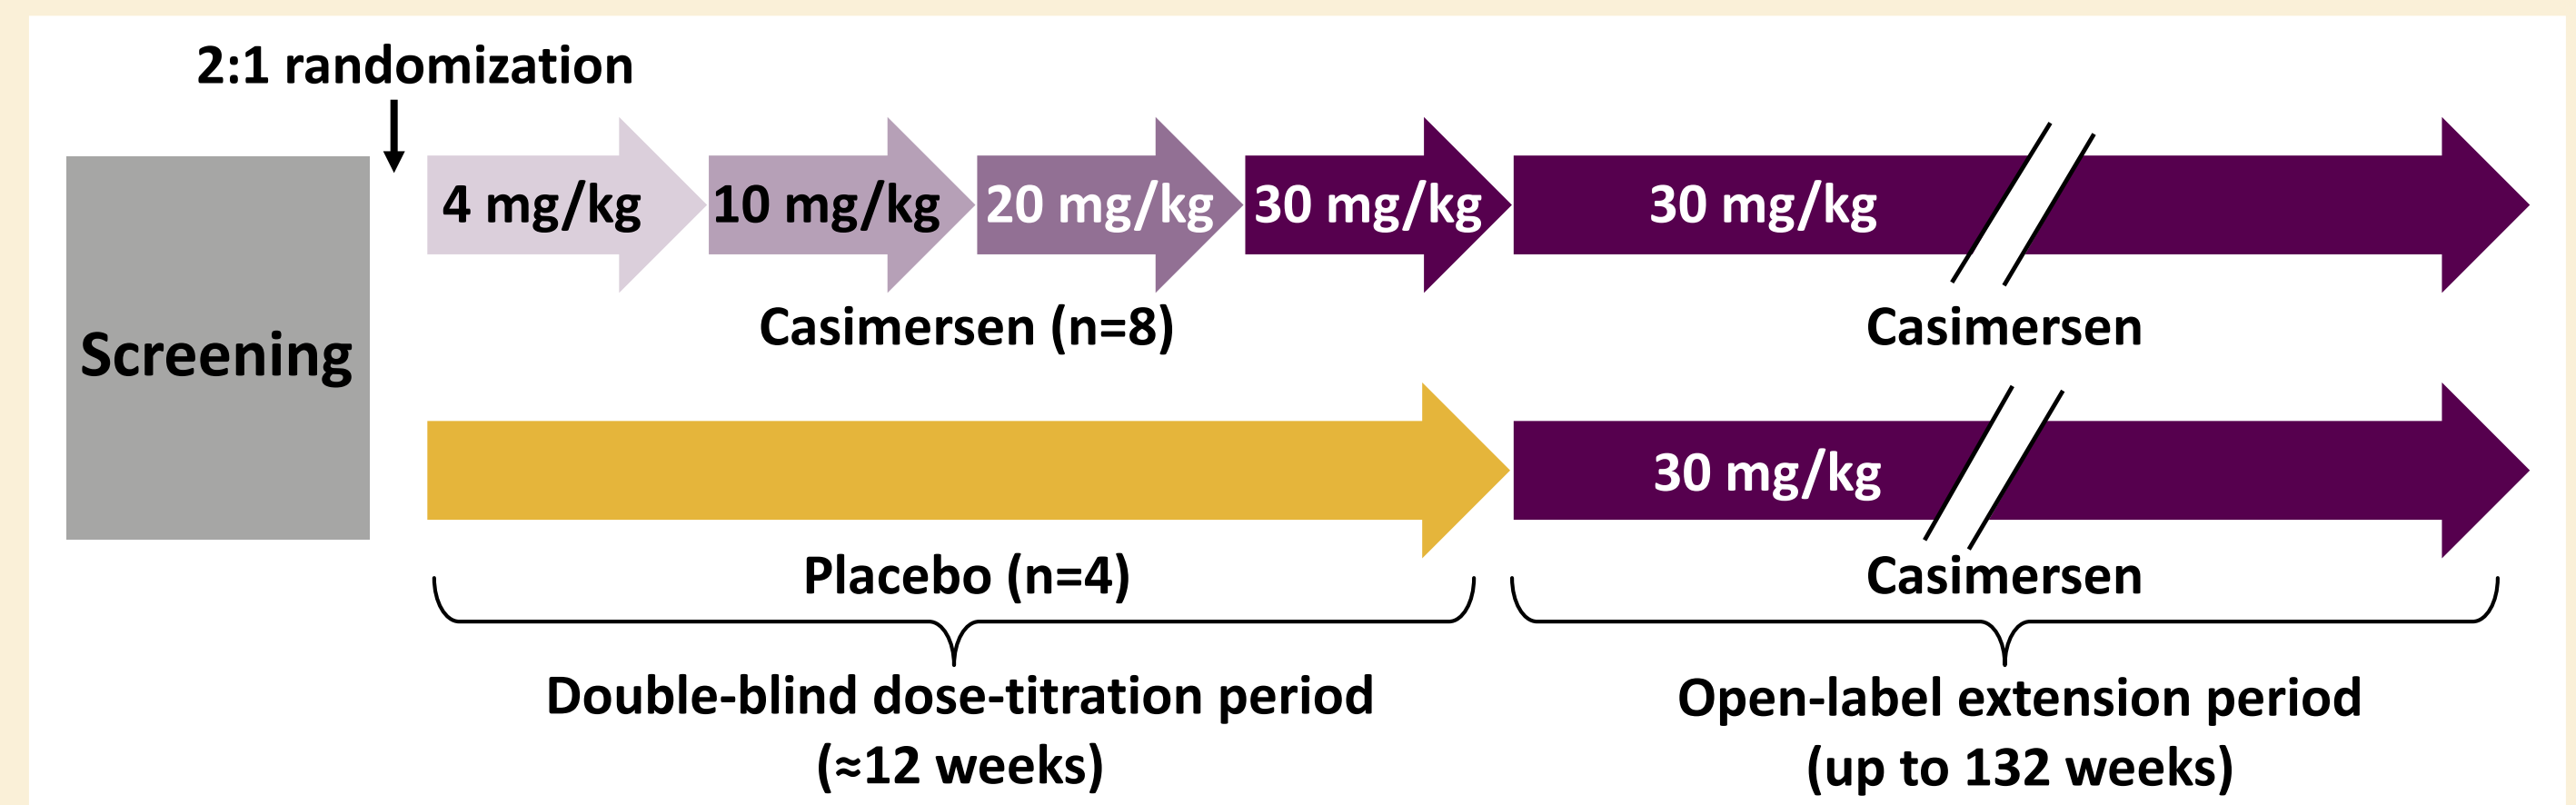 2:1 randomization
Screening
4 mg/kg
10 mg/kg
20 mg/kg
30 mg/kg
30 mg/kg
Casimersen (n=8)
Casimersen
30 mg/kg
Placebo (n=4)
Casimersen
Double-blind dose-titration period
(≈12 weeks)
Open-label extension period
(up to 132 weeks)